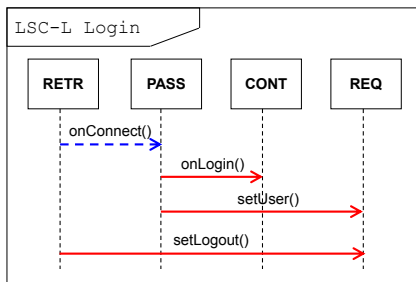 LSC-L Login
RETR PASS CONT REQ
onConnect()
onLogin()
setUser()
setLogout()